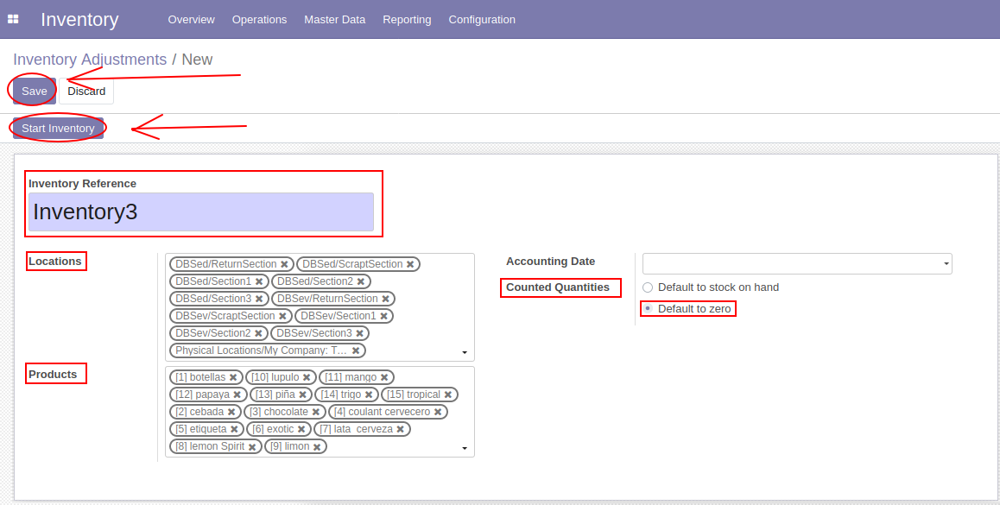 Inventory Overview Operations Master Data Reporting Configuration
Inventory Adjustments / New
Save Discard
Start Inventory
Inventory Reference
Inventory3
Locations
DBSed/ReturnSection ✖ DBSed/ScraptSection ✖
DBSed/Section1 ✖ DBSed/Section2 ✖
DBSed/Section3 ✖ DBSev/ReturnSection ✖
DBSev/ScraptSection ✖ DBSev/Section1 ✖
DBSev/Section2 ✖ DBSev/Section3 ✖
Physical Locations/My Company: T... ✖
Products
[1] botellas ✖ [10] lupulo ✖ [11] mango ✖
[12] papaya ✖ [13] piña ✖ [14] trigo ✖ [15] tropical ✖
[2] cebada ✖ [3] chocolate ✖ [4] coulant cervecero ✖
[5] etiqueta ✖ [6] exotic ✖ [7] lata cerveza ✖
[8] lemon Spirit ✖ [9] limon ✖
Accounting Date
Counted Quantities
Default to stock on hand
Default to zero